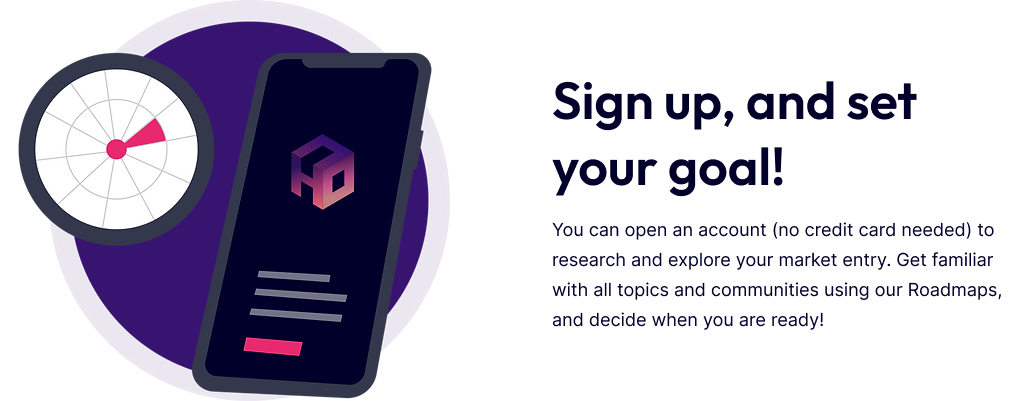 Sign up, and set
your goal!
You can open an account (no credit card needed) to
research and explore your market entry. Get familiar
with all topics and communities using our Roadmaps,
and decide when you are ready!